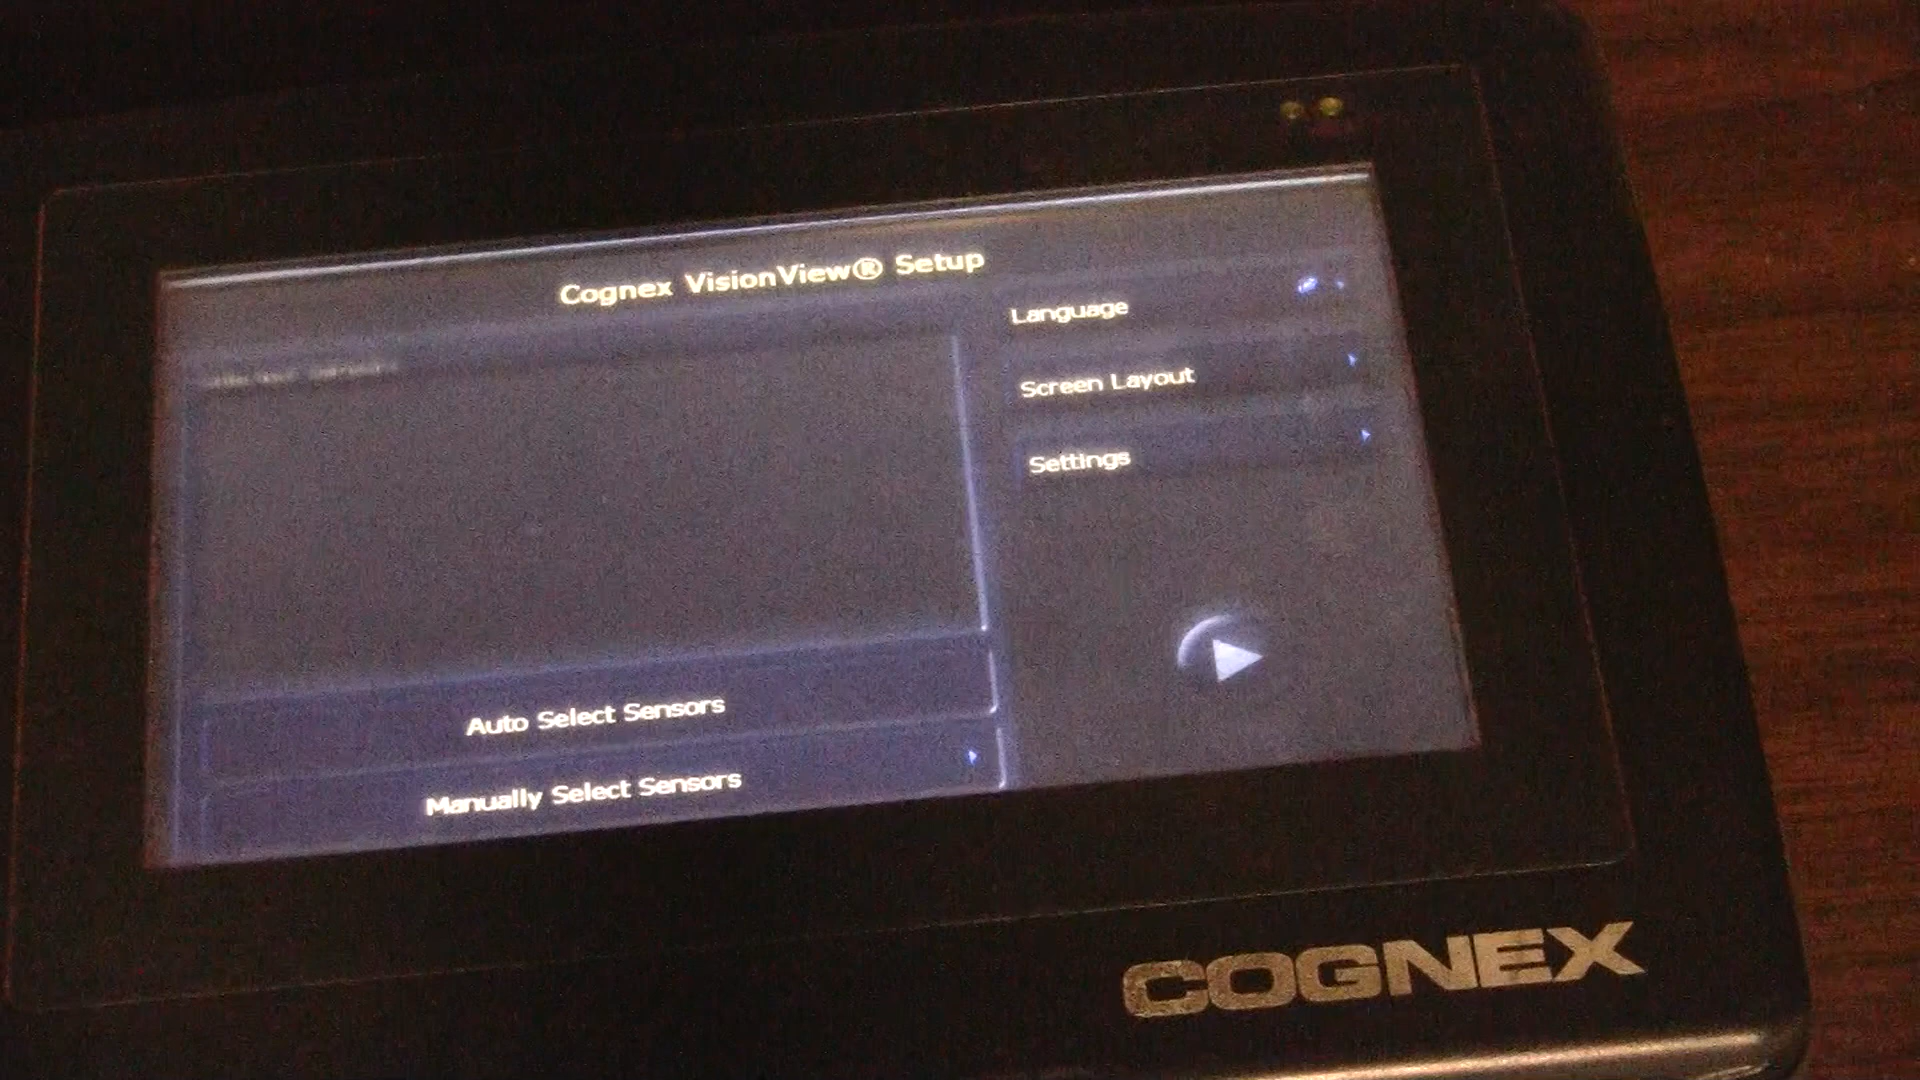 Cognex VisionView® Setup
Language
Screen Layout
Settings
Auto Select Sensors
Manually Select Sensors
COGNEX